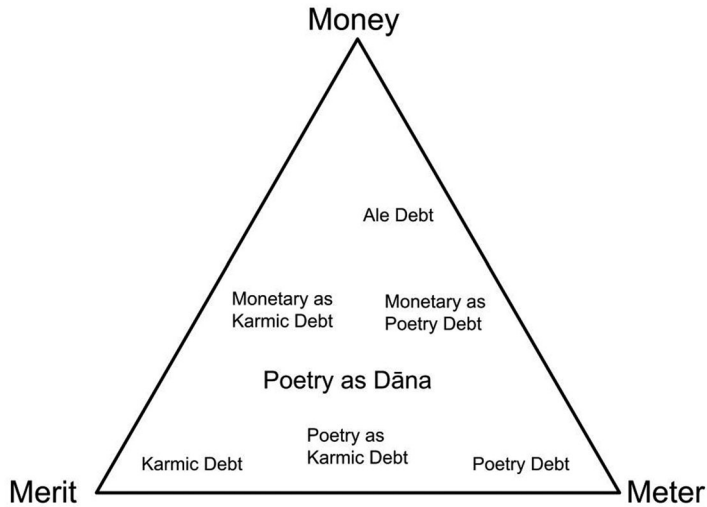 Money
Ale Debt
Monetary as
Karmic Debt
Monetary as
Poetry Debt
Poetry as Dāna
Poetry as
Karmic Debt
Karmic Debt
Poetry Debt
Merit
Meter